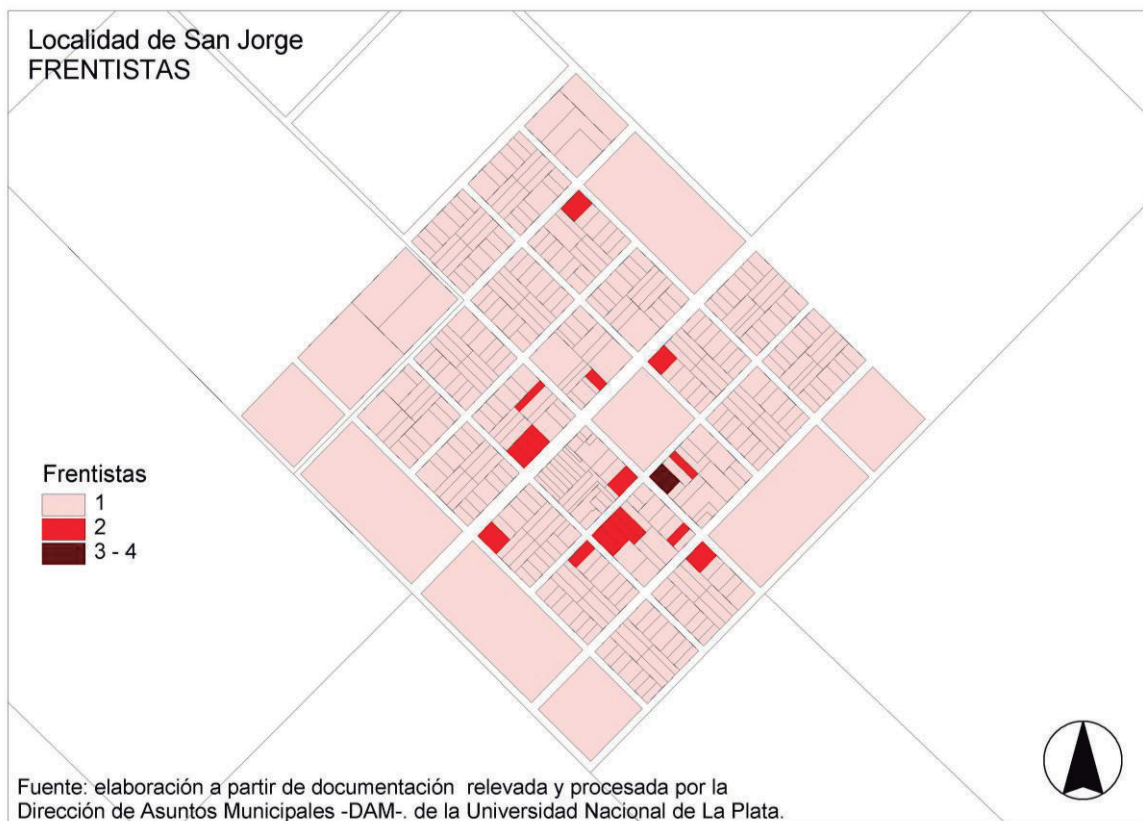 Localidad de San Jorge
FRENTISTAS
Frentistas
1
2
3 - 4
Fuente: elaboración a partir de documentación relevada y procesada por la
Dirección de Asuntos Municipales -DAM-. de la Universidad Nacional de La Plata.